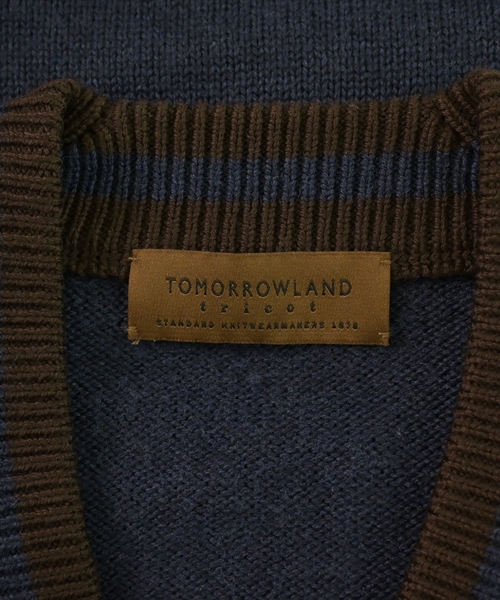 TOMORROWLAND
tricot
STANDARD KNITWEARMAKERS 1978